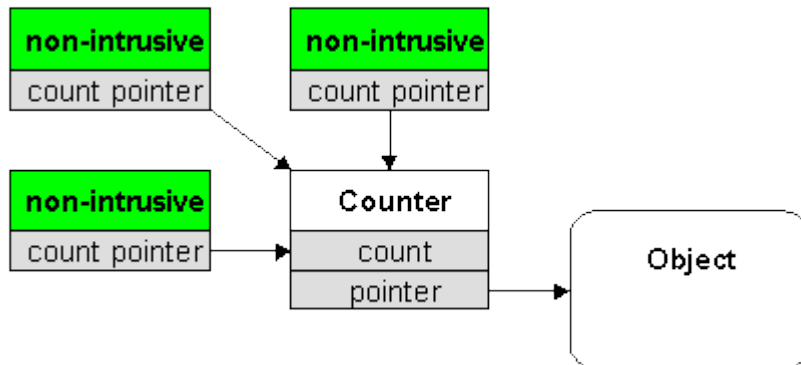 non-intrusive
count pointer
non-intrusive
count pointer
non-intrusive
count pointer
Counter
count
pointer
Object